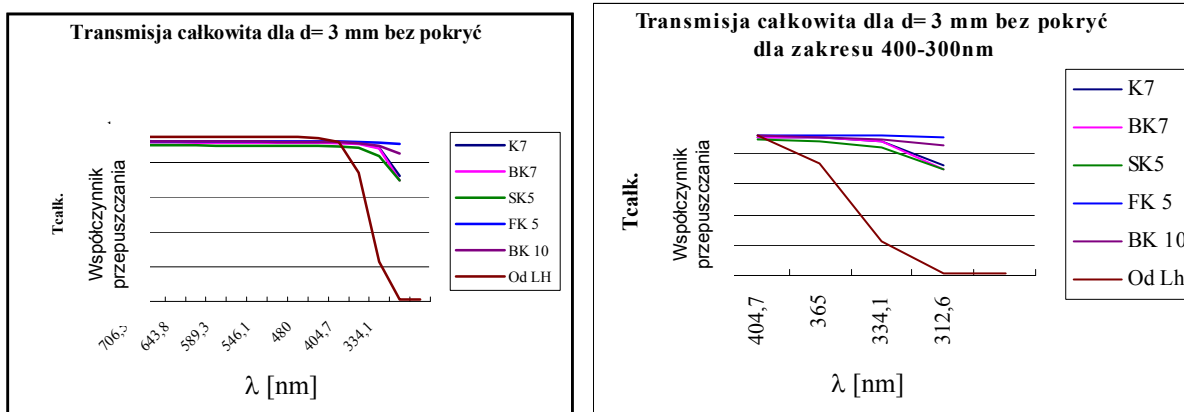 Transmisja całkowita dla d= 3 mm bez pokryć
Tcałk.
Współczynnik
przepuszczania
K7
BK7
SK5
FK 5
BK 10
Od LH
706,5
643,8
589,3
546,1
480
404,7
334,1
λ [nm]
Transmisja całkowita dla d= 3 mm bez pokryć
dla zakresu 400-300nm
Tcałk.
Współczynnik
przepuszczania
K7
BK7
SK5
FK 5
BK 10
Od Lh
404,7
365
334,1
312,6
λ [nm]